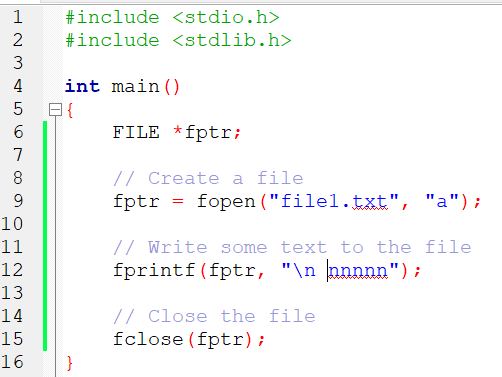 1 #include <stdio.h>
2 #include <stdlib.h>
3
4 int main()
5 {
6 FILE *fptr;
7
8 // Create a file
9 fptr = fopen("file1.txt", "a");
10
11 // Write some text to the file
12 fprintf(fptr, "\n nnnnn");
13
14 // Close the file
15 fclose(fptr);
16 }